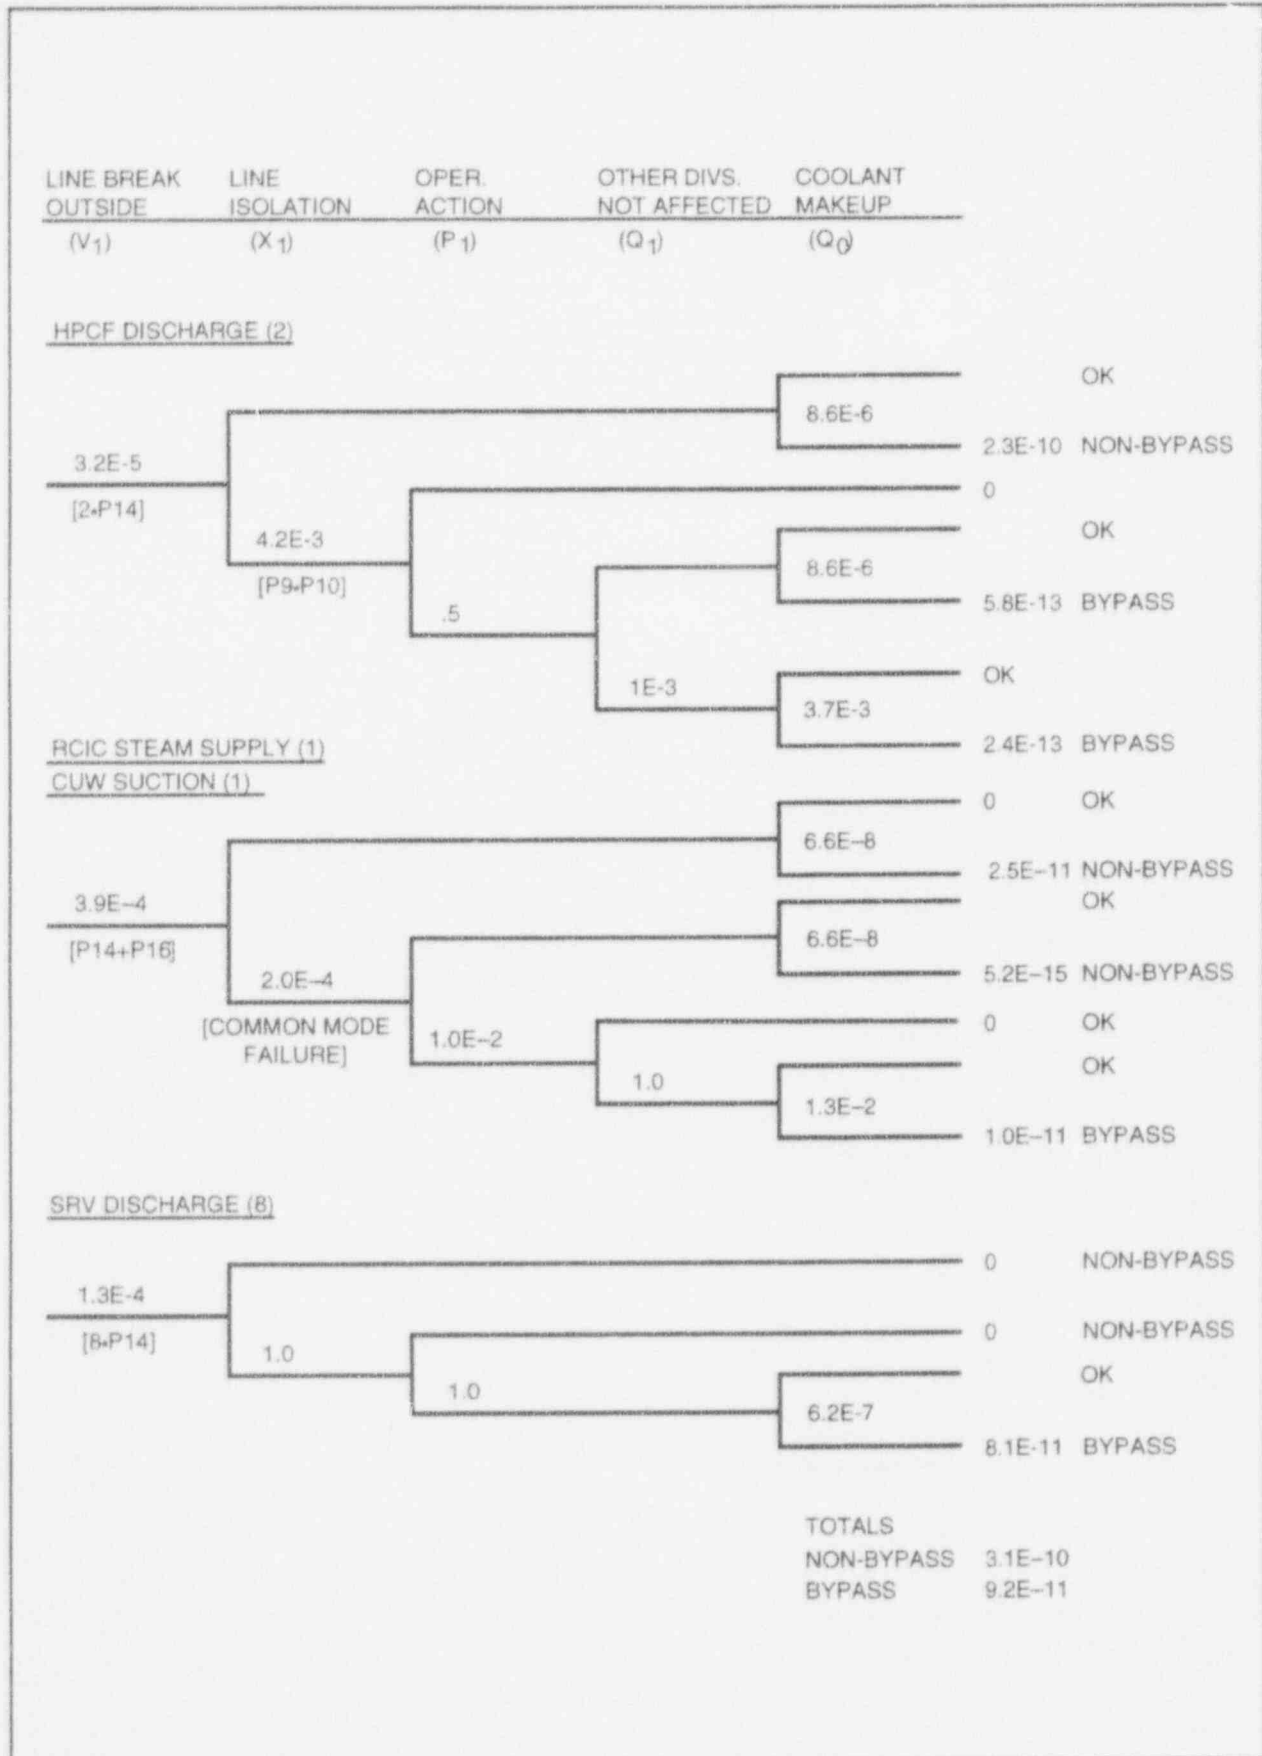 LINE BREAK LINE OPER. OTHER DIVS. COOLANT
OUTSIDE ISOLATION ACTION NOT AFFECTED MAKEUP
(V1) (X1) (P1) (Q1) (Q0)
HPCF DISCHARGE (2)
OK
8.6E-6
2.3E-10 NON-BYPASS
3.2E-5
[2•P14]
0
OK
4.2E-3
[P9•P10]
8.6E-6
5.8E-13 BYPASS
.5
OK
1E-3
3.7E-3
2.4E-13 BYPASS
RCIC STEAM SUPPLY (1)
CUW SUCTION (1)
0 OK
6.6E–8
2.5E–11 NON-BYPASS
3.9E–4
[P14+P16]
OK
6.6E–8
5.2E–15 NON-BYPASS
2.0E–4
[COMMON MODE
FAILURE]
0 OK
1.0E–2
OK
1.0
1.3E–2
1.0E–11 BYPASS
SRV DISCHARGE (8)
0 NON-BYPASS
1.3E-4
[8•P14]
0 NON-BYPASS
1.0
OK
1.0
6.2E-7
8.1E-11 BYPASS
TOTALS
NON-BYPASS 3.1E–10
BYPASS 9.2E–11